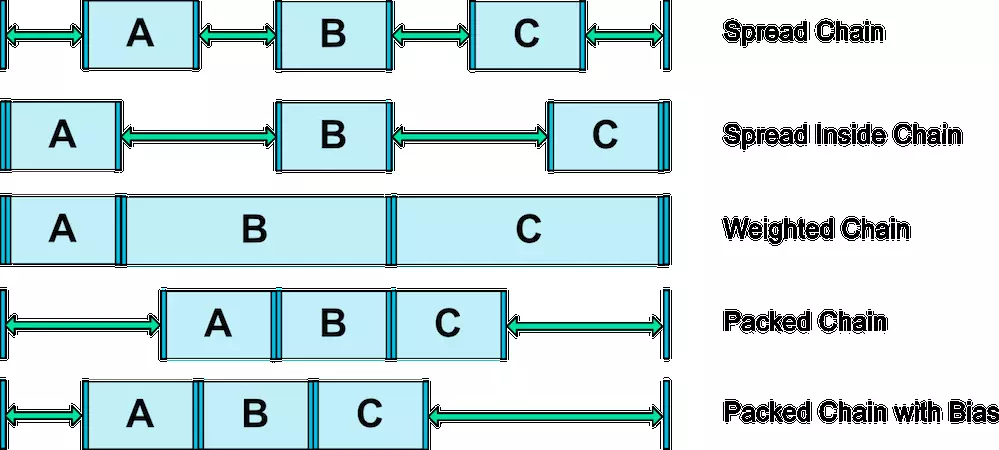 A B C Spread Chain
A B C Spread Inside Chain
A B C Weighted Chain
A B C Packed Chain
A B C Packed Chain with Bias